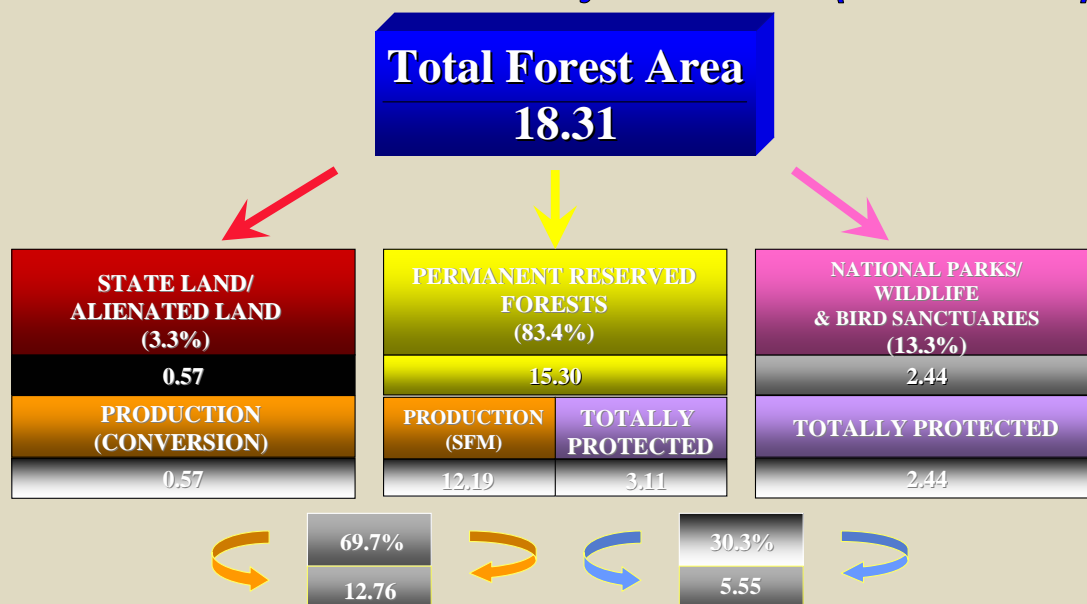 Total Forest Area
18.31
STATE LAND/
ALIENATED LAND
(3.3%)
0.57
PRODUCTION
(CONVERSION)
0.57
PERMANENT RESERVED
FORESTS
(83.4%)
15.30
PRODUCTION
(SFM)
12.19
TOTALLY
PROTECTED
3.11
NATIONAL PARKS/
WILDLIFE
& BIRD SANCTUARIES
(13.3%)
2.44
TOTALLY PROTECTED
2.44
69.7%
12.76
30.3%
5.55